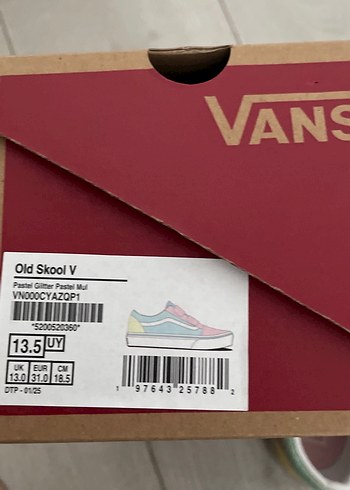 VANS
Old Skool V
Pastel Glitter Pastel Mul
VN000CYAZQP1
*5200520360*
13.5 UY
UK EUR CM
13.0 31.0 18.5
DTP - 01/25
1 97643 25788 2